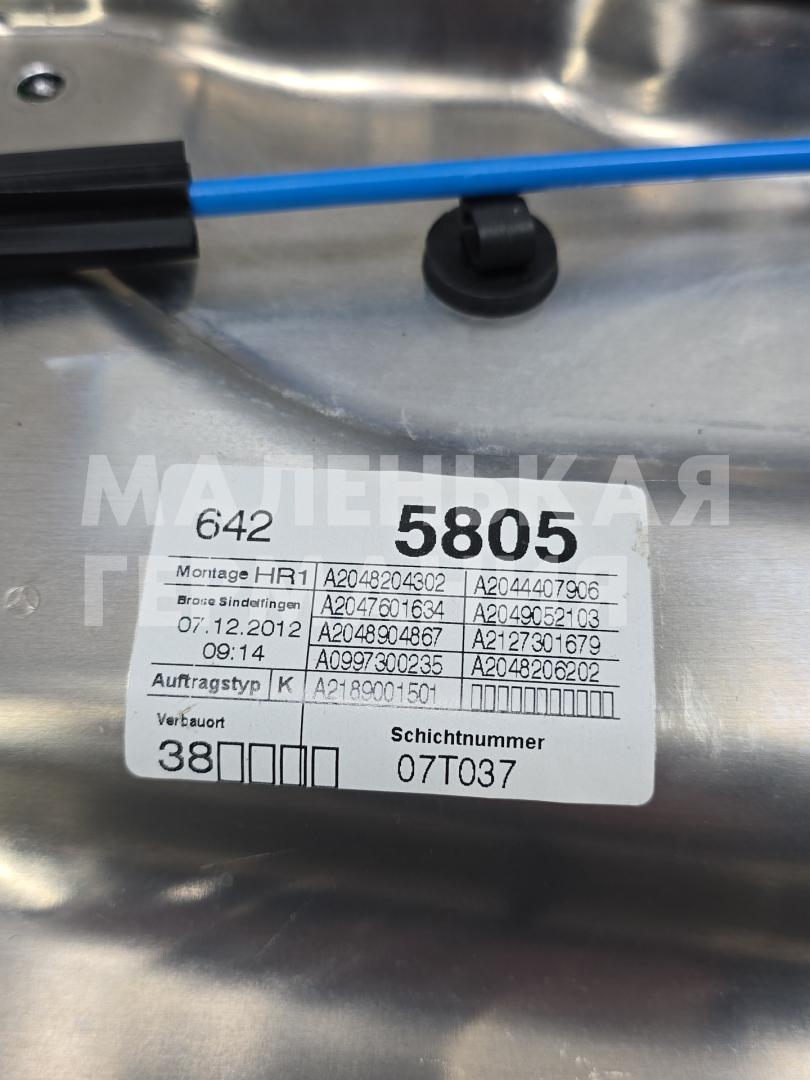 МАЛЕНЬКАЯ
642 5805
Montage HR1 A2048204302 A2044407906
Brose Sindelfingen A2047601634 A2049052103
07.12.2012 A2048904867 A2127301679
09:14 A0997300235 A2048206202
Auftragstyp K A2189001501
Verbauort
Schichtnummer
38
07T037